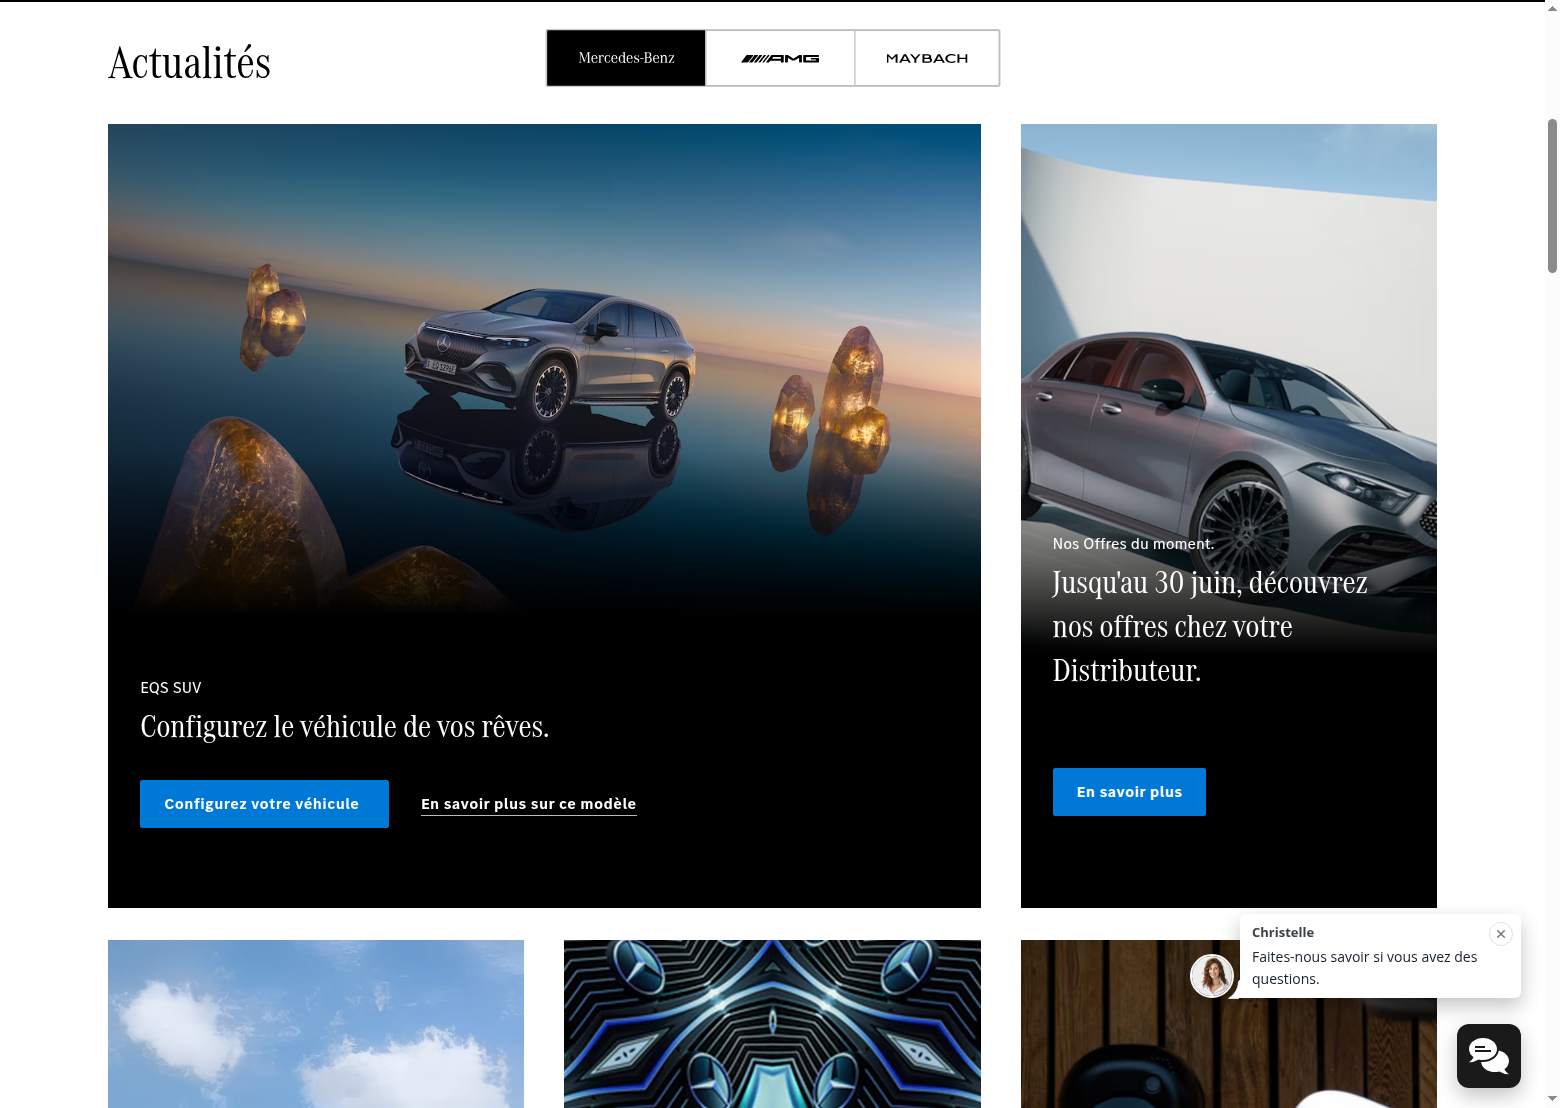 Actualités
Mercedes-Benz
AMG
MAYBACH
EQS SUV
Configurez le véhicule de vos rêves.
Configurez votre véhicule
En savoir plus sur ce modèle
Nos Offres du moment.
Jusqu'au 30 juin, découvrez
nos offres chez votre
Distributeur.
En savoir plus
Christelle
Faites-nous savoir si vous avez des
questions.